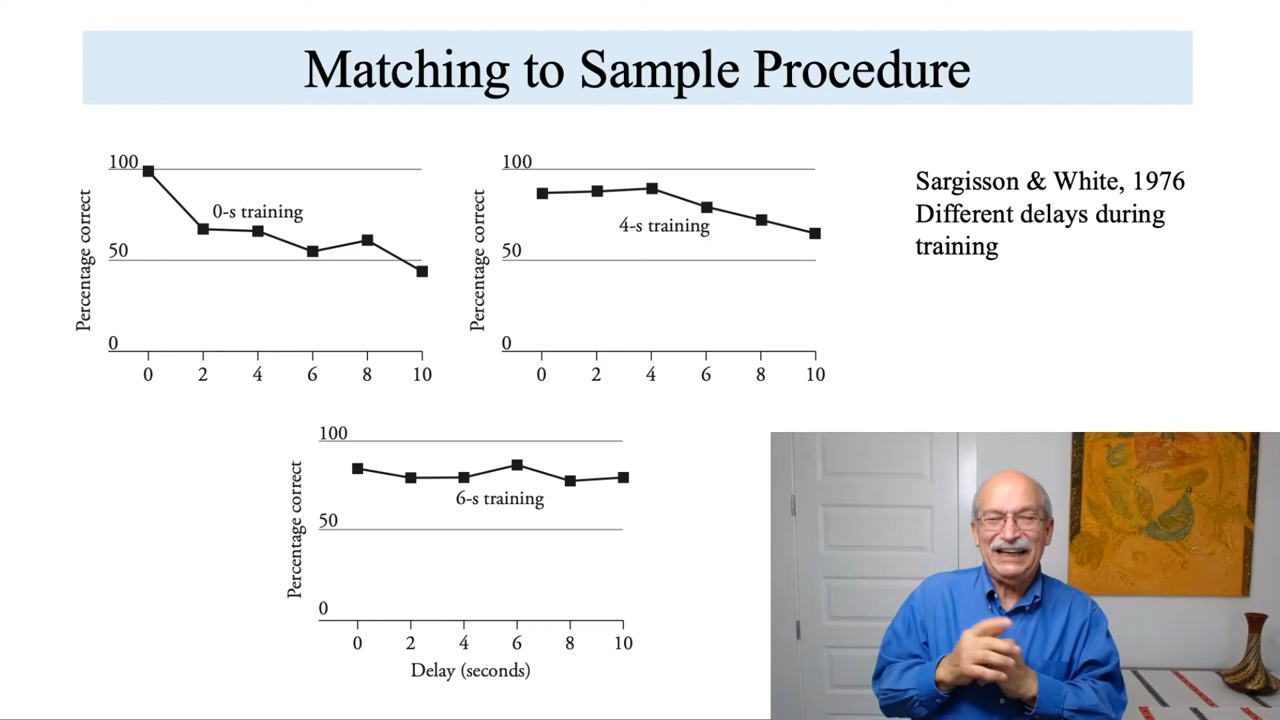 Matching to Sample Procedure
Percentage correct
100
50
0
0-s training
0 2 4 6 8 10
Percentage correct
100
50
0
4-s training
0 2 4 6 8 10
Sargisson & White, 1976
Different delays during
training
Percentage correct
100
50
0
6-s training
0 2 4 6 8 10
Delay (seconds)